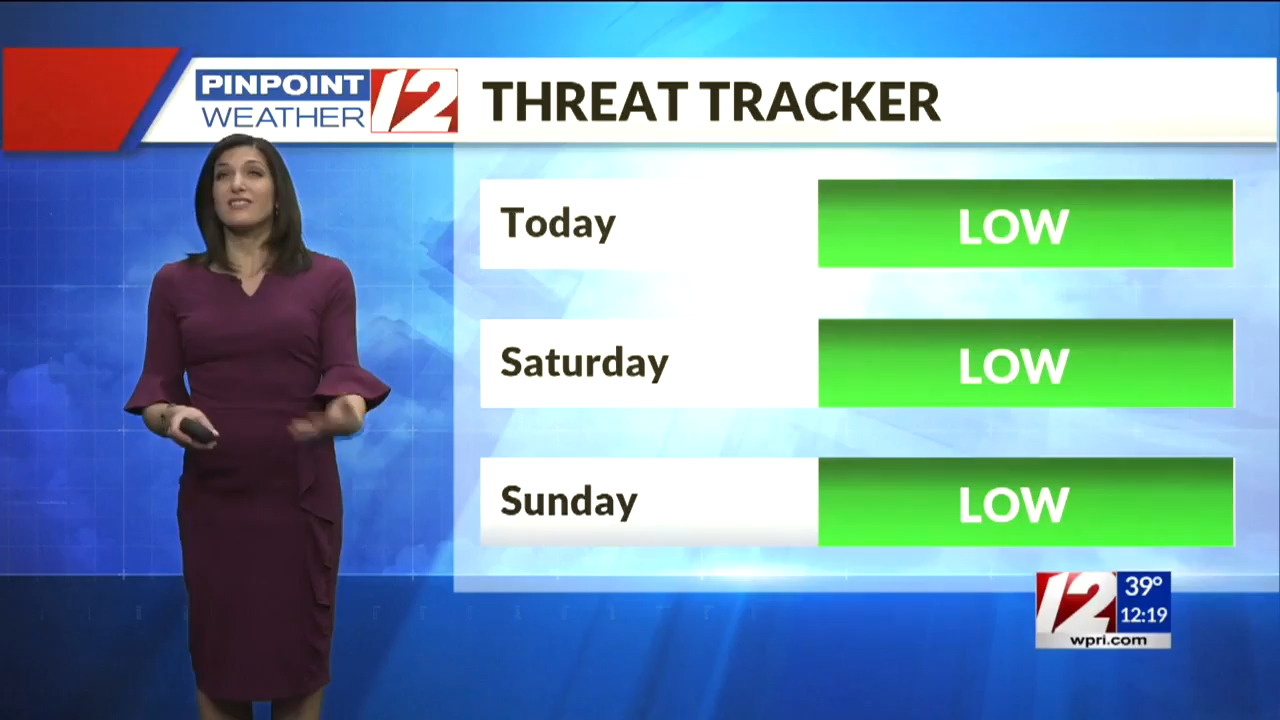 PINPOINT
WEATHER
12
THREAT TRACKER
Today
LOW
Saturday
LOW
Sunday
LOW
12
39°
12:19
wpri.com